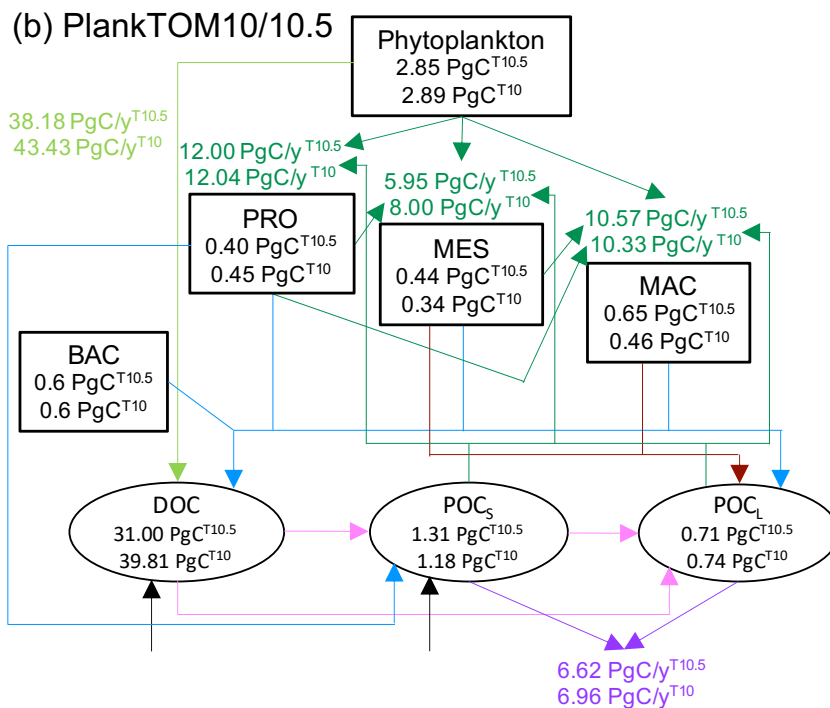 (b) PlankTOM10/10.5
Phytoplankton
2.85 PgC^T10.5
2.89 PgC^T10
38.18 PgC/y^T10.5
43.43 PgC/y^T10
12.00 PgC/y^T10.5
12.04 PgC/y^T10
5.95 PgC/y^T10.5
8.00 PgC/y^T10
10.57 PgC/y^T10.5
10.33 PgC/y^T10
PRO
0.40 PgC^T10.5
0.45 PgC^T10
MES
0.44 PgC^T10.5
0.34 PgC^T10
MAC
0.65 PgC^T10.5
0.46 PgC^T10
BAC
0.6 PgC^T10.5
0.6 PgC^T10
DOC
31.00 PgC^T10.5
39.81 PgC^T10
POC_S
1.31 PgC^T10.5
1.18 PgC^T10
POC_L
0.71 PgC^T10.5
0.74 PgC^T10
6.62 PgC/y^T10.5
6.96 PgC/y^T10